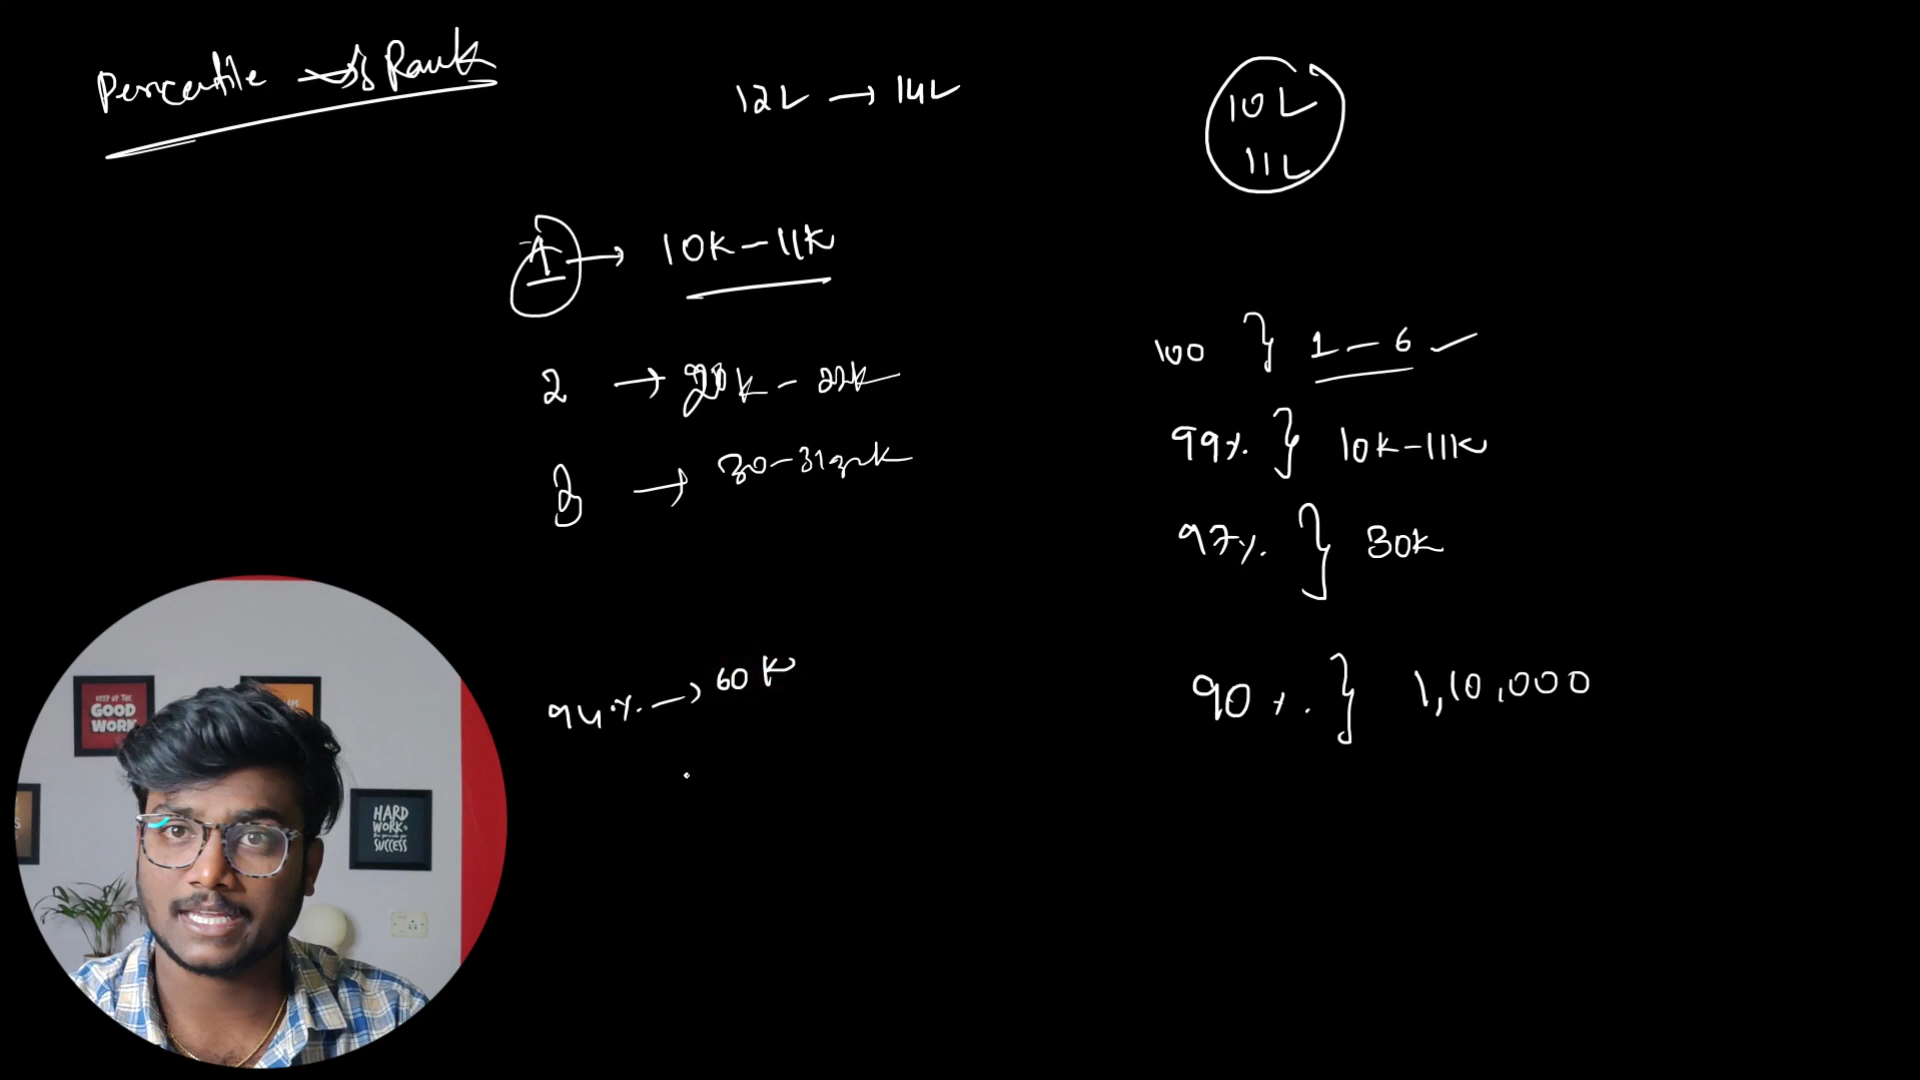 Percentile → Rank
12L → 14L
10L
11L
1 → 10K-11K
2 → 20K - 22K
3 → 30-31K
100 } 1 - 6 ✓
99%. } 10K-11K
97%. } 30K
94%. → 60K
90%. } 1,10,000
KEEP UP THE
GOOD
WORK
HARD
WORK
SUCCESS